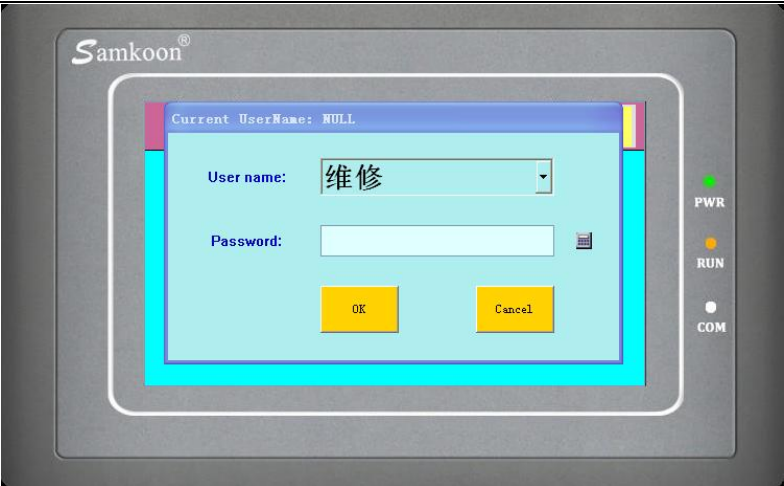 Samkoon®
Current UserName: NULL
User name: 维修
Password:
OK Cancel
PWR
RUN
COM